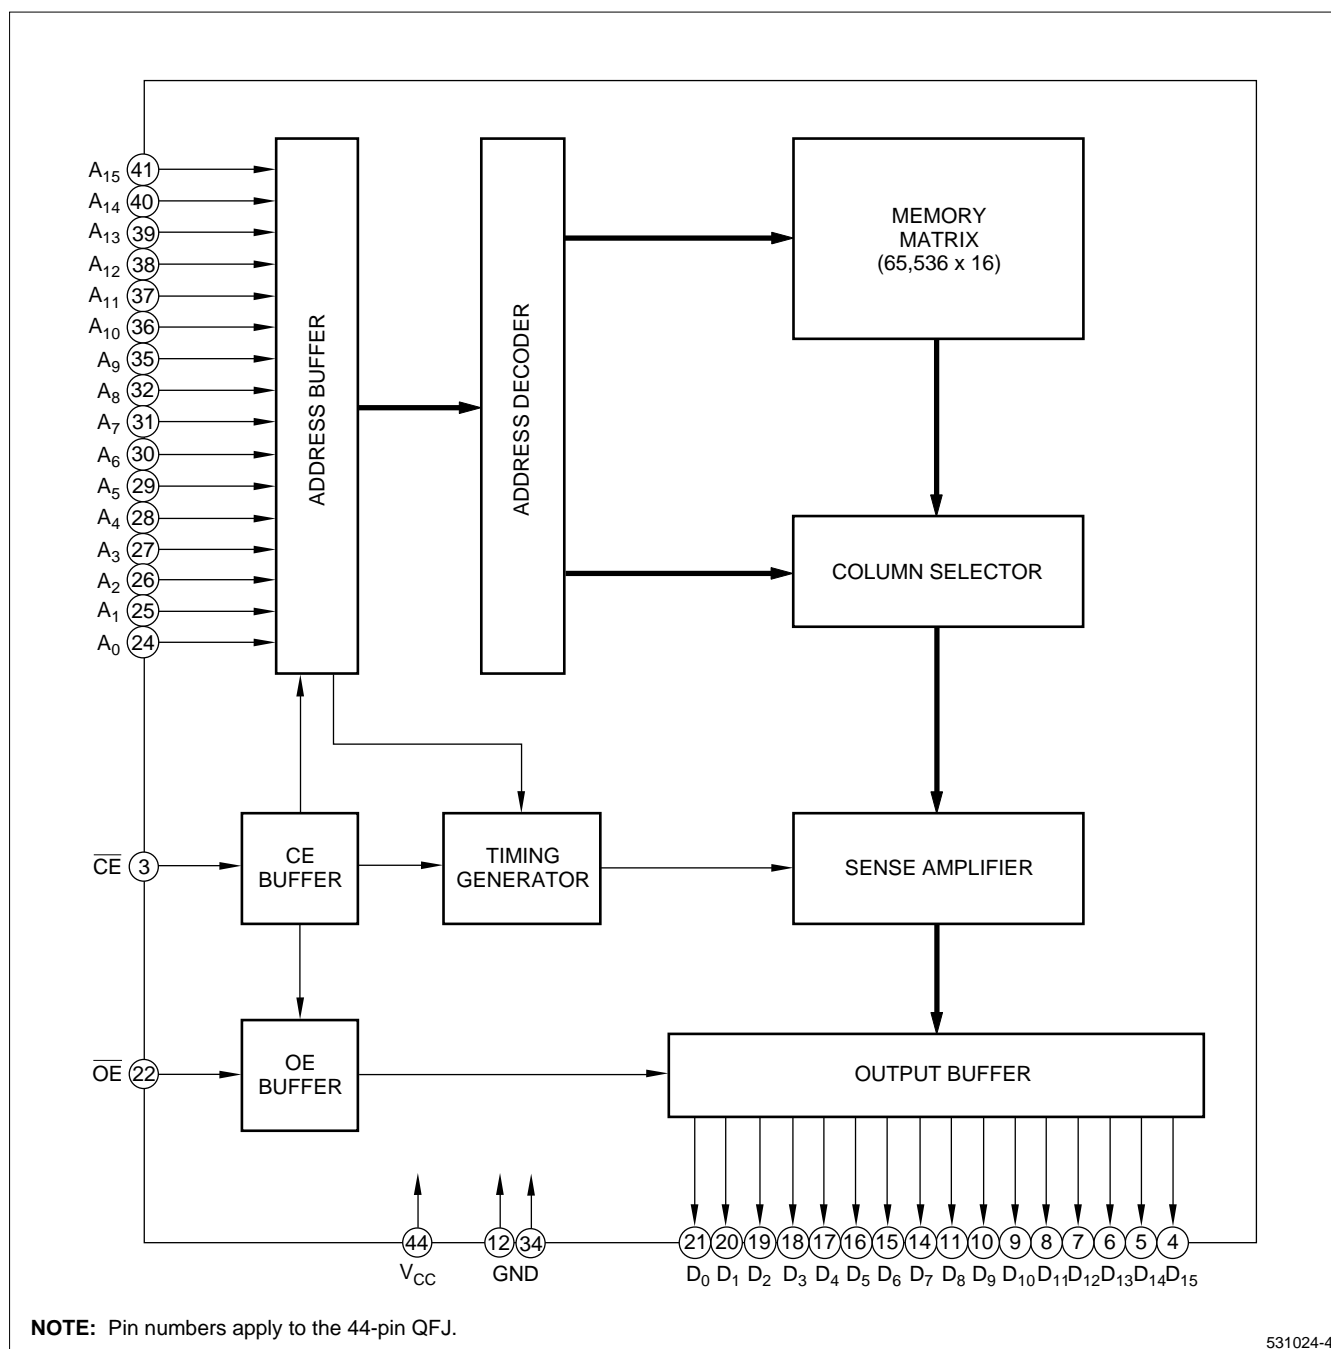 A15 41
A14 40
A13 39
A12 38
A11 37
A10 36
A9 35
A8 32
A7 31
A6 30
A5 29
A4 28
A3 27
A2 26
A1 25
A0 24
ADDRESS BUFFER
ADDRESS DECODER
MEMORY
MATRIX
(65,536 x 16)
COLUMN SELECTOR
CE 3
CE
BUFFER
TIMING
GENERATOR
SENSE AMPLIFIER
OE 22
OE
BUFFER
OUTPUT BUFFER
44 12 34 21 20 19 18 17 16 15 14 11 10 9 8 7 6 5 4
VCC GND D0 D1 D2 D3 D4 D5 D6 D7 D8 D9 D10 D11 D12 D13 D14 D15
NOTE: Pin numbers apply to the 44-pin QFJ.
531024-4